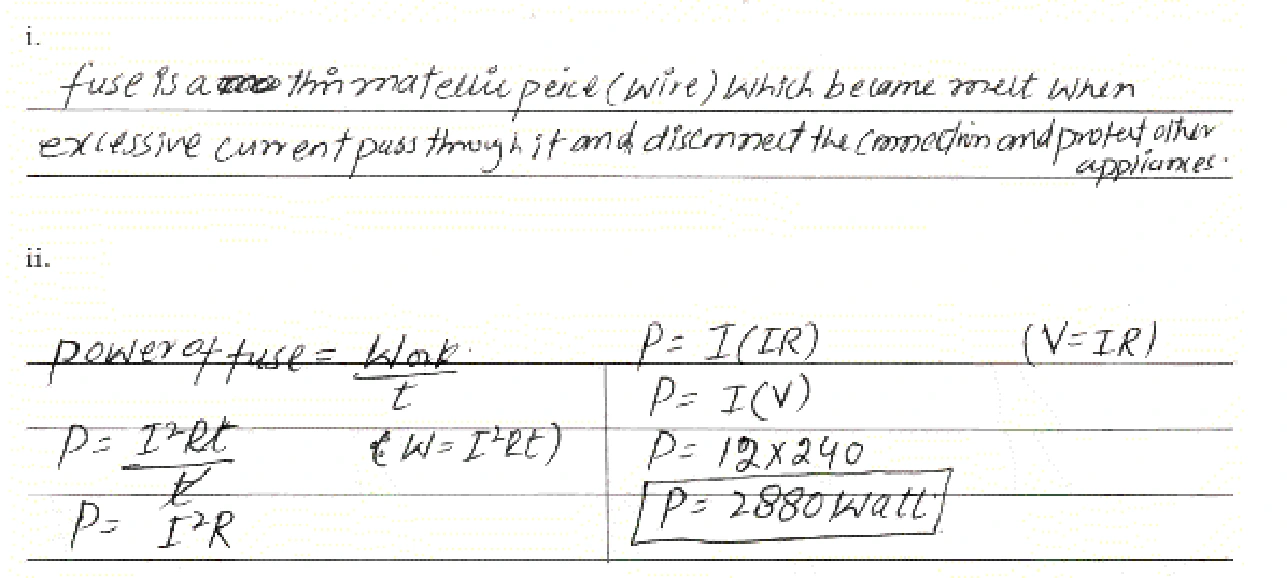 i.
fuse is a thin matellic peice (wire) which become melt when
excessive current pass through it and disconnect the connection and protect other
appliances.
ii.
power of fuse = Work
t
P = I²Rt
t
(W = I²Rt)
P = I²R
P = I(IR) (V=IR)
P = I(V)
P = 12 x 240
P = 2880 Watt